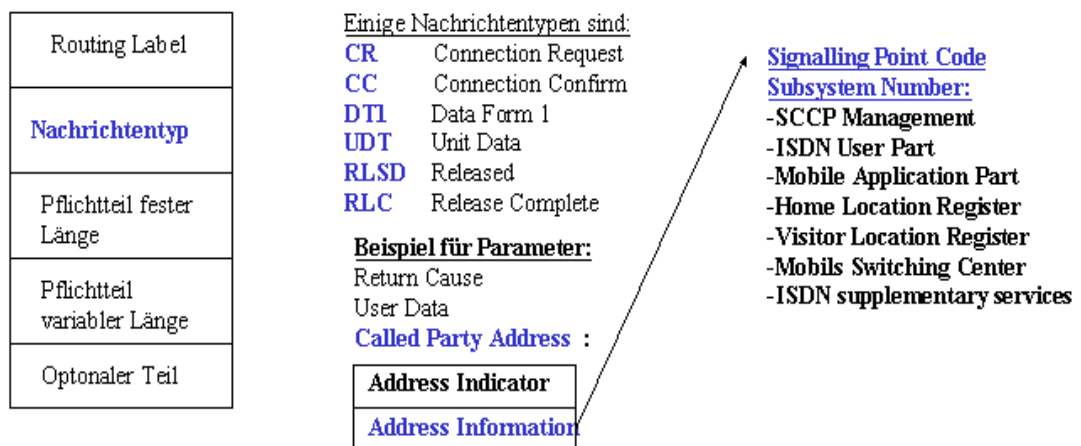 Routing Label
Nachrichtentyp
Pflichtteil fester
Länge
Pflichtteil
variabler Länge
Optonaler Teil
Einige Nachrichtentypen sind:
CR Connection Request
CC Connection Confirm
DT1 Data Form 1
UDT Unit Data
RLSD Released
RLC Release Complete
Beispiel für Parameter:
Return Cause
User Data
Called Party Address :
Address Indicator
Address Information
Signalling Point Code
Subsystem Number:
-SCCP Management
-ISDN User Part
-Mobile Application Part
-Home Location Register
-Visitor Location Register
-Mobils Switching Center
-ISDN supplementary services